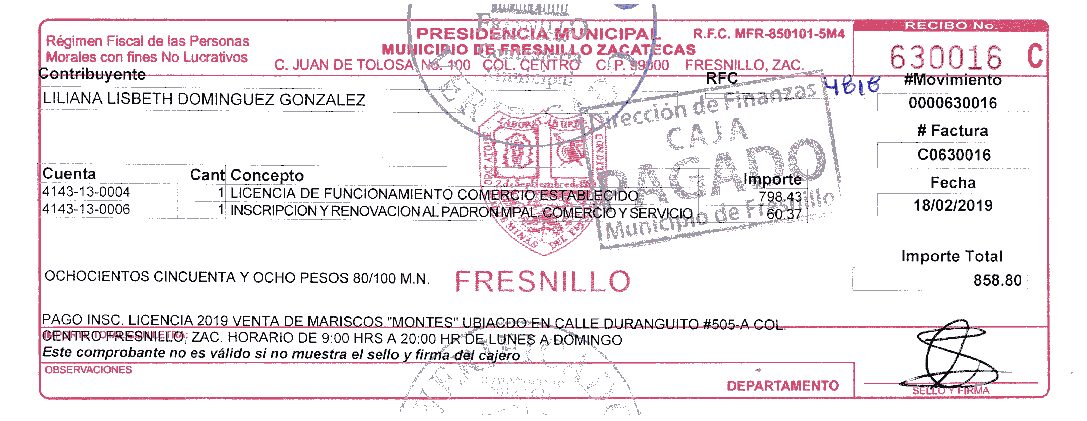 PRESIDENCIA MUNICIPAL
R.F.C. MFR-850101-5M4
RECIBO No.
Régimen Fiscal de las Personas
Morales con fines No Lucrativos
MUNICIPIO DE FRESNILLO ZACATECAS
C. JUAN DE TOLOSA No. 100 COL. CENTRO C. P. 99000 FRESNILLO, ZAC.
630016 C
Contribuyente
RFC
4818
#Movimiento
LILIANA LISBETH DOMINGUEZ GONZALEZ
0000630016
Dirección de Finanzas
CAJA
PAGADO
Municipio de Fresnillo
# Factura
C0630016
Cuenta Cant Concepto Importe
Fecha
4143-13-0004 1 LICENCIA DE FUNCIONAMIENTO COMERCIO ESTABLECIDO 798.43
4143-13-0006 1 INSCRIPCION Y RENOVACION AL PADRON MPAL COMERCIO Y SERVICIO 60.37
18/02/2019
Importe Total
OCHOCIENTOS CINCUENTA Y OCHO PESOS 80/100 M.N.
FRESNILLO
858.80
PAGO INSC. LICENCIA 2019 VENTA DE MARISCOS "MONTES" UBIACDO EN CALLE DURANGUITO #505-A COL.
CENTRO FRESNILLO, ZAC. HORARIO DE 9:00 HRS A 20:00 HR DE LUNES A DOMINGO
Este comprobante no es válido si no muestra el sello y firma del cajero
OBSERVACIONES
DEPARTAMENTO
SELLO Y FIRMA